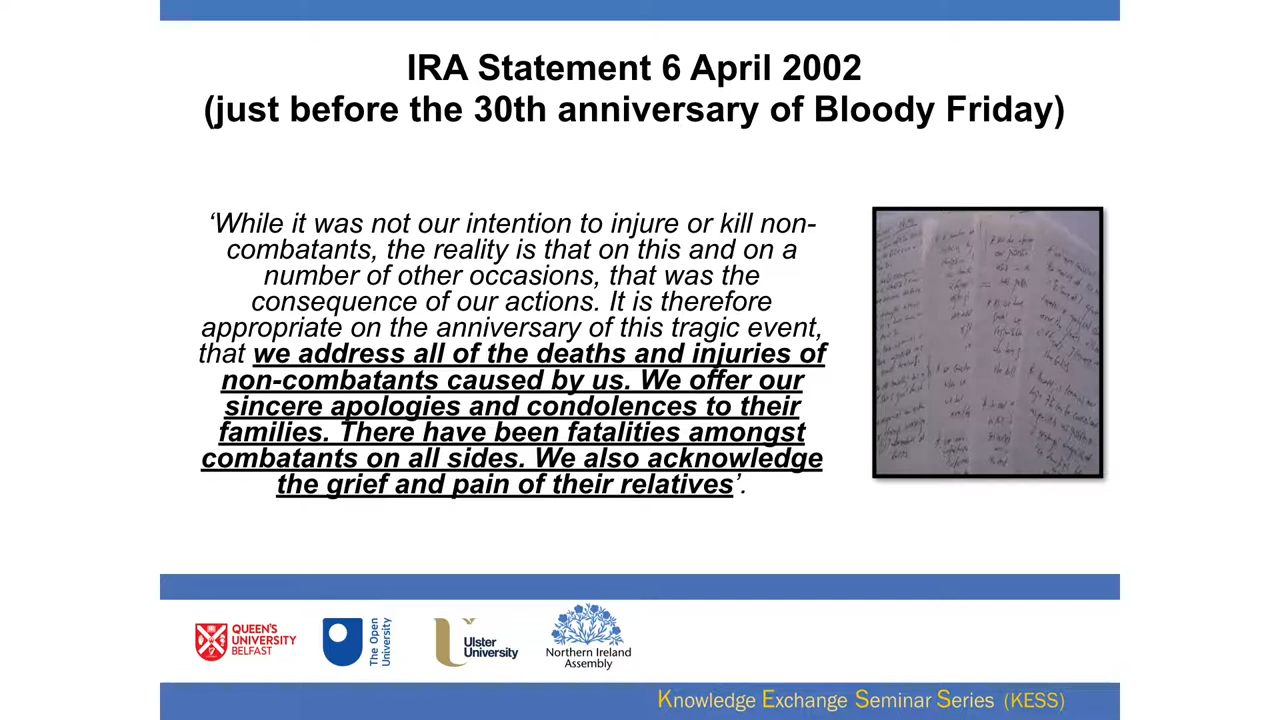 IRA Statement 6 April 2002
(just before the 30th anniversary of Bloody Friday)
‘While it was not our intention to injure or kill non-
combatants, the reality is that on this and on a
number of other occasions, that was the
consequence of our actions. It is therefore
appropriate on the anniversary of this tragic event,
that we address all of the deaths and injuries of
non-combatants caused by us. We offer our
sincere apologies and condolences to their
families. There have been fatalities amongst
combatants on all sides. We also acknowledge
the grief and pain of their relatives’.
QUEEN'S
UNIVERSITY
BELFAST
The Open
University
Ulster
University
Northern Ireland
Assembly
Knowledge Exchange Seminar Series (KESS)